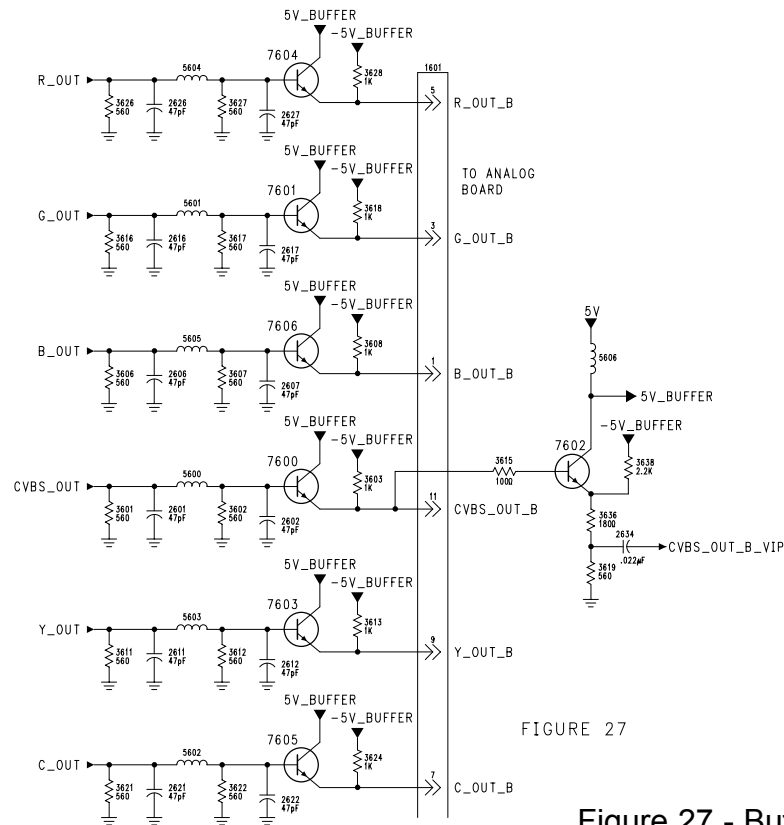 5V_BUFFER
-5V_BUFFER
7604
1601
5604
3628
1K
R_OUT
5
R_OUT_B
3626
560
2626
47pF
3627
560
2627
47pF
5V_BUFFER
-5V_BUFFER
TO ANALOG
BOARD
7601
5601
3618
1K
G_OUT
3
G_OUT_B
3616
560
2616
47pF
3617
560
2617
47pF
5V_BUFFER
-5V_BUFFER
7606
5605
3608
1K
B_OUT
1
B_OUT_B
3606
560
2606
47pF
3607
560
2607
47pF
5V
5606
5V_BUFFER
-5V_BUFFER
7602
3638
2.2K
3615
100Ω
3636
180Ω
2634
.022µF
CVBS_OUT_B_VIP
3619
560
5V_BUFFER
-5V_BUFFER
7600
5600
3603
1K
CVBS_OUT
11
CVBS_OUT_B
3601
560
2601
47pF
3602
560
2602
47pF
5V_BUFFER
-5V_BUFFER
7603
5603
3613
1K
Y_OUT
9
Y_OUT_B
3611
560
2611
47pF
3612
560
2612
47pF
5V_BUFFER
-5V_BUFFER
7605
5602
3624
1K
C_OUT
7
C_OUT_B
3621
560
2621
47pF
3622
560
2622
47pF
FIGURE 27
Figure 27 - Bu